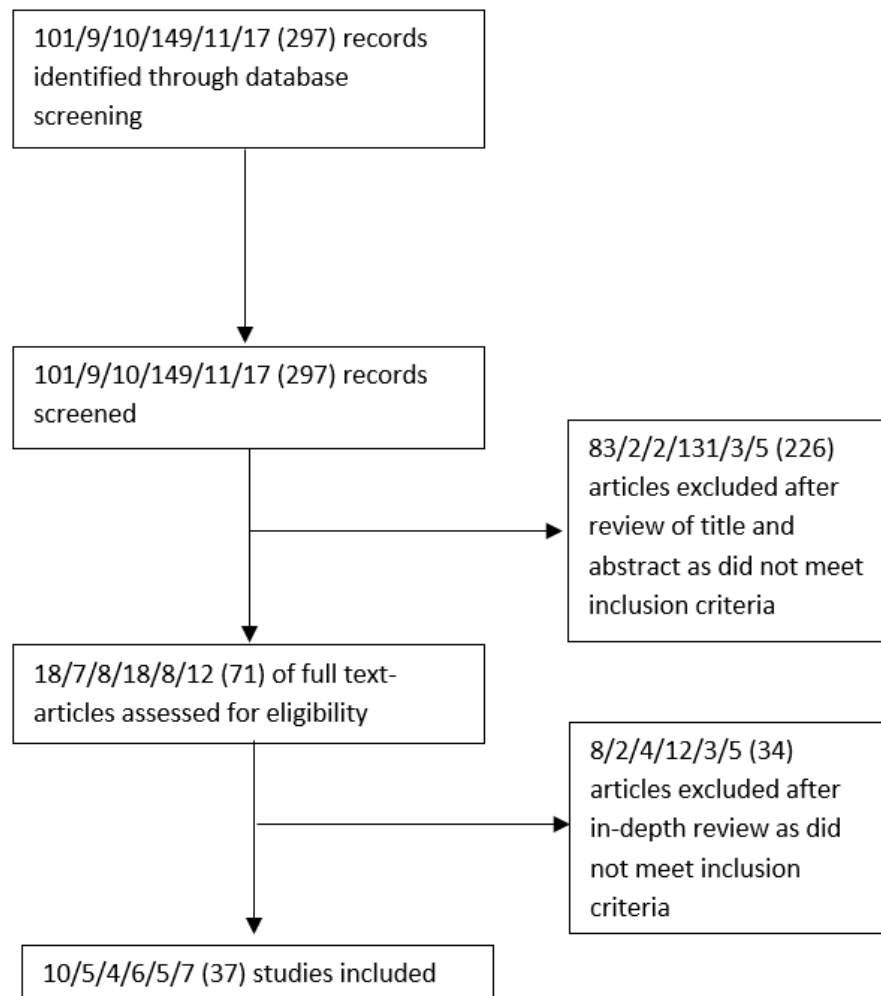 101/9/10/149/11/17 (297) records
identified through database
screening
101/9/10/149/11/17 (297) records
screened
83/2/2/131/3/5 (226)
articles excluded after
review of title and
abstract as did not meet
inclusion criteria
18/7/8/18/8/12 (71) of full text-
articles assessed for eligibility
8/2/4/12/3/5 (34)
articles excluded after
in-depth review as did
not meet inclusion
criteria
10/5/4/6/5/7 (37) studies included